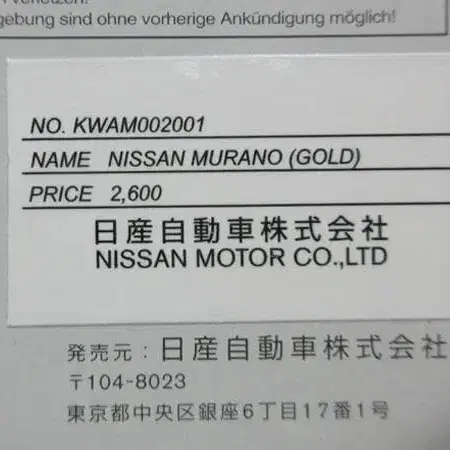 gebung sind ohne vorherige Ankündigung möglich!
NO. KWAM002001
NAME NISSAN MURANO (GOLD)
PRICE 2,600
日産自動車株式会社
NISSAN MOTOR CO.,LTD
発売元：日産自動車株式会社
〒104-8023
東京都中央区銀座6丁目17番1号